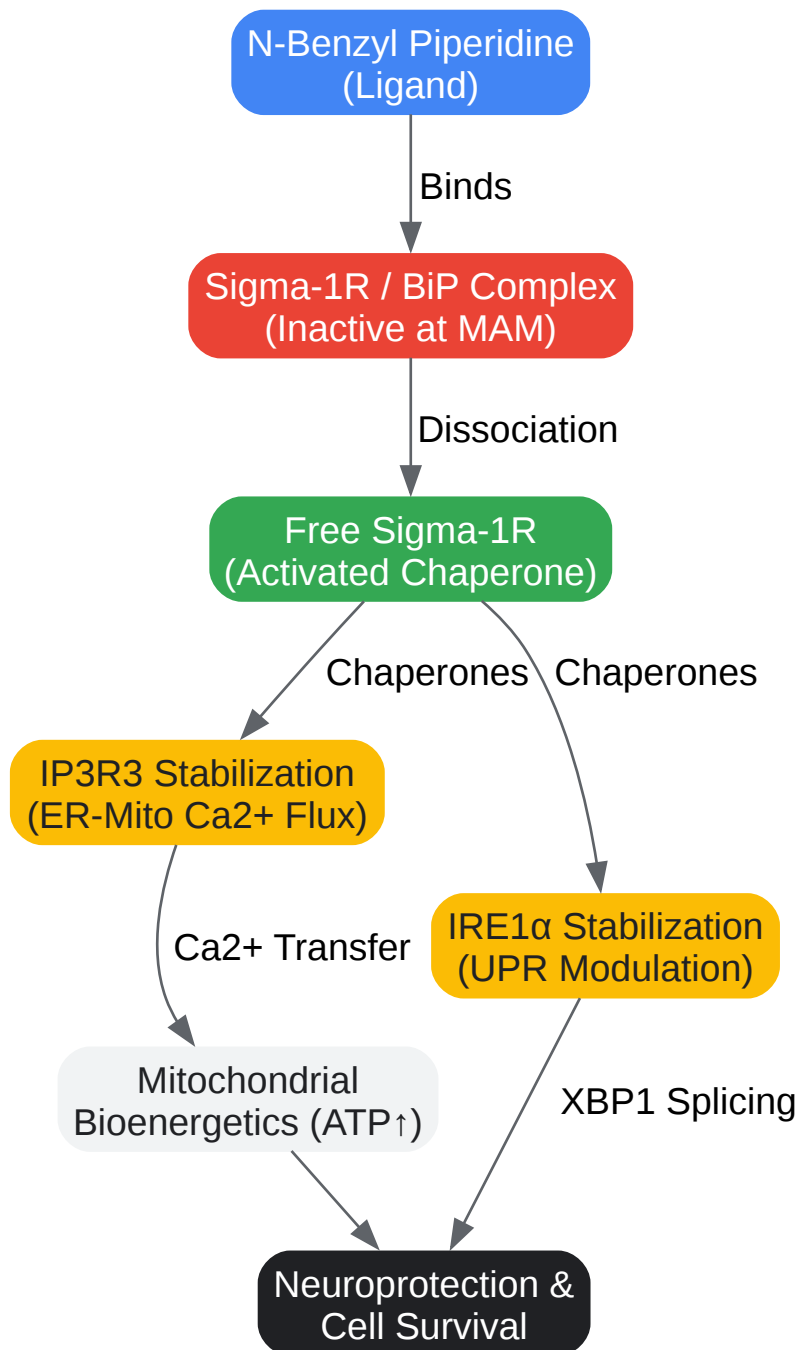 N-Benzyl Piperidine
(Ligand)
Binds
Sigma-1R / BiP Complex
(Inactive at MAM)
Dissociation
Free Sigma-1R
(Activated Chaperone)
Chaperones
Chaperones
IP3R3 Stabilization
(ER-Mito Ca2+ Flux)
IRE1α Stabilization
(UPR Modulation)
Ca2+ Transfer
Mitochondrial
Bioenergetics (ATP↑)
XBP1 Splicing
Neuroprotection &
Cell Survival